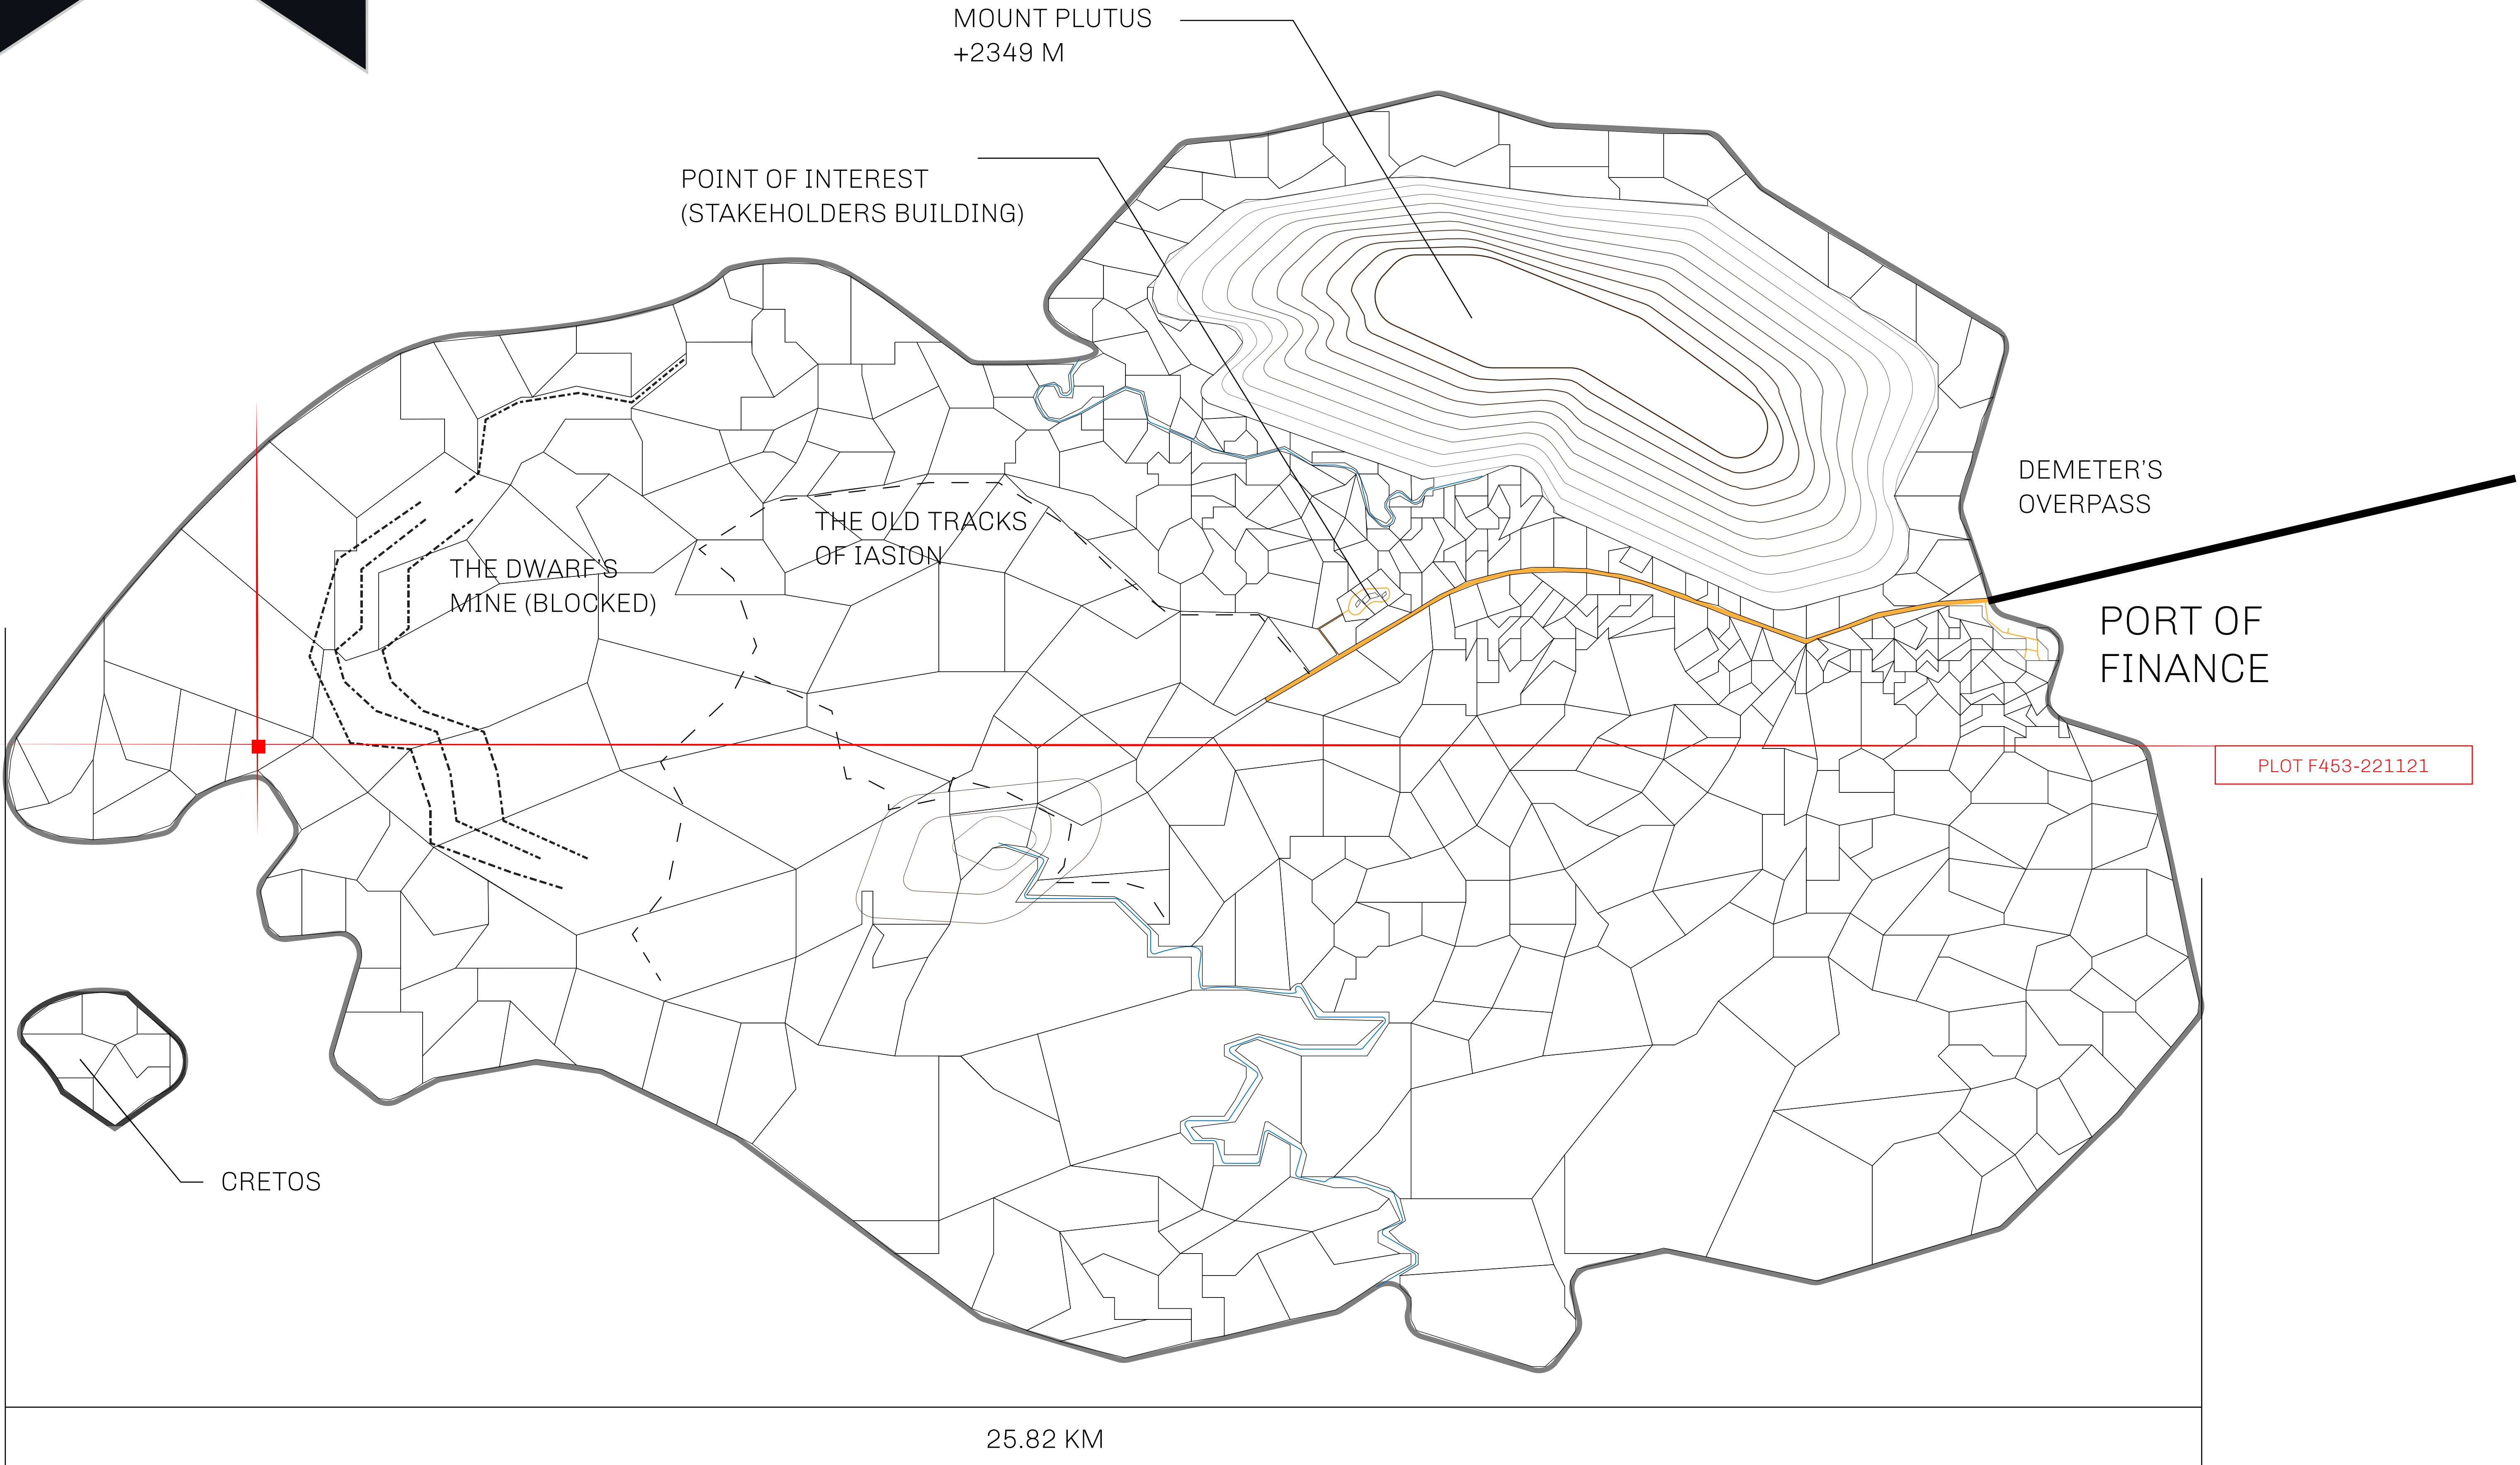 MOUNT PLUTUS
+2349 M
POINT OF INTEREST
(STAKEHOLDERS BUILDING)
DEMETER'S
OVERPASS
THE OLD TRACKS
OF IASION
THE DWARF'S
MINE (BLOCKED)
PORT OF
FINANCE
PLOT F453-221121
CRETOS
25.82 KM